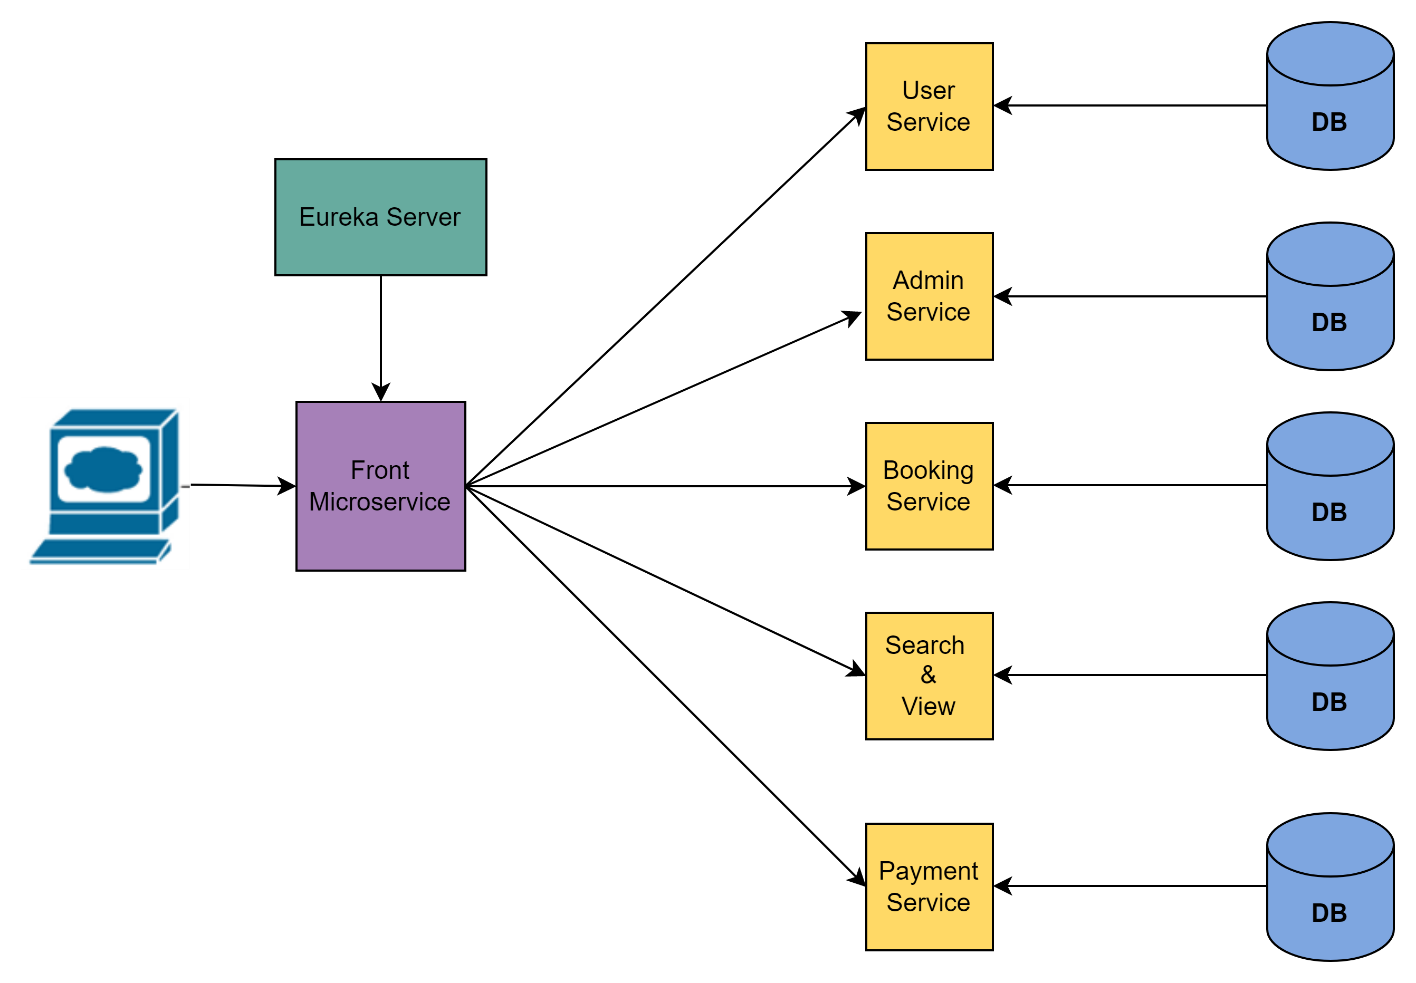 User
Service
DB
Eureka Server
Admin
Service
DB
Front
Microservice
Booking
Service
DB
Search
&
View
DB
Payment
Service
DB